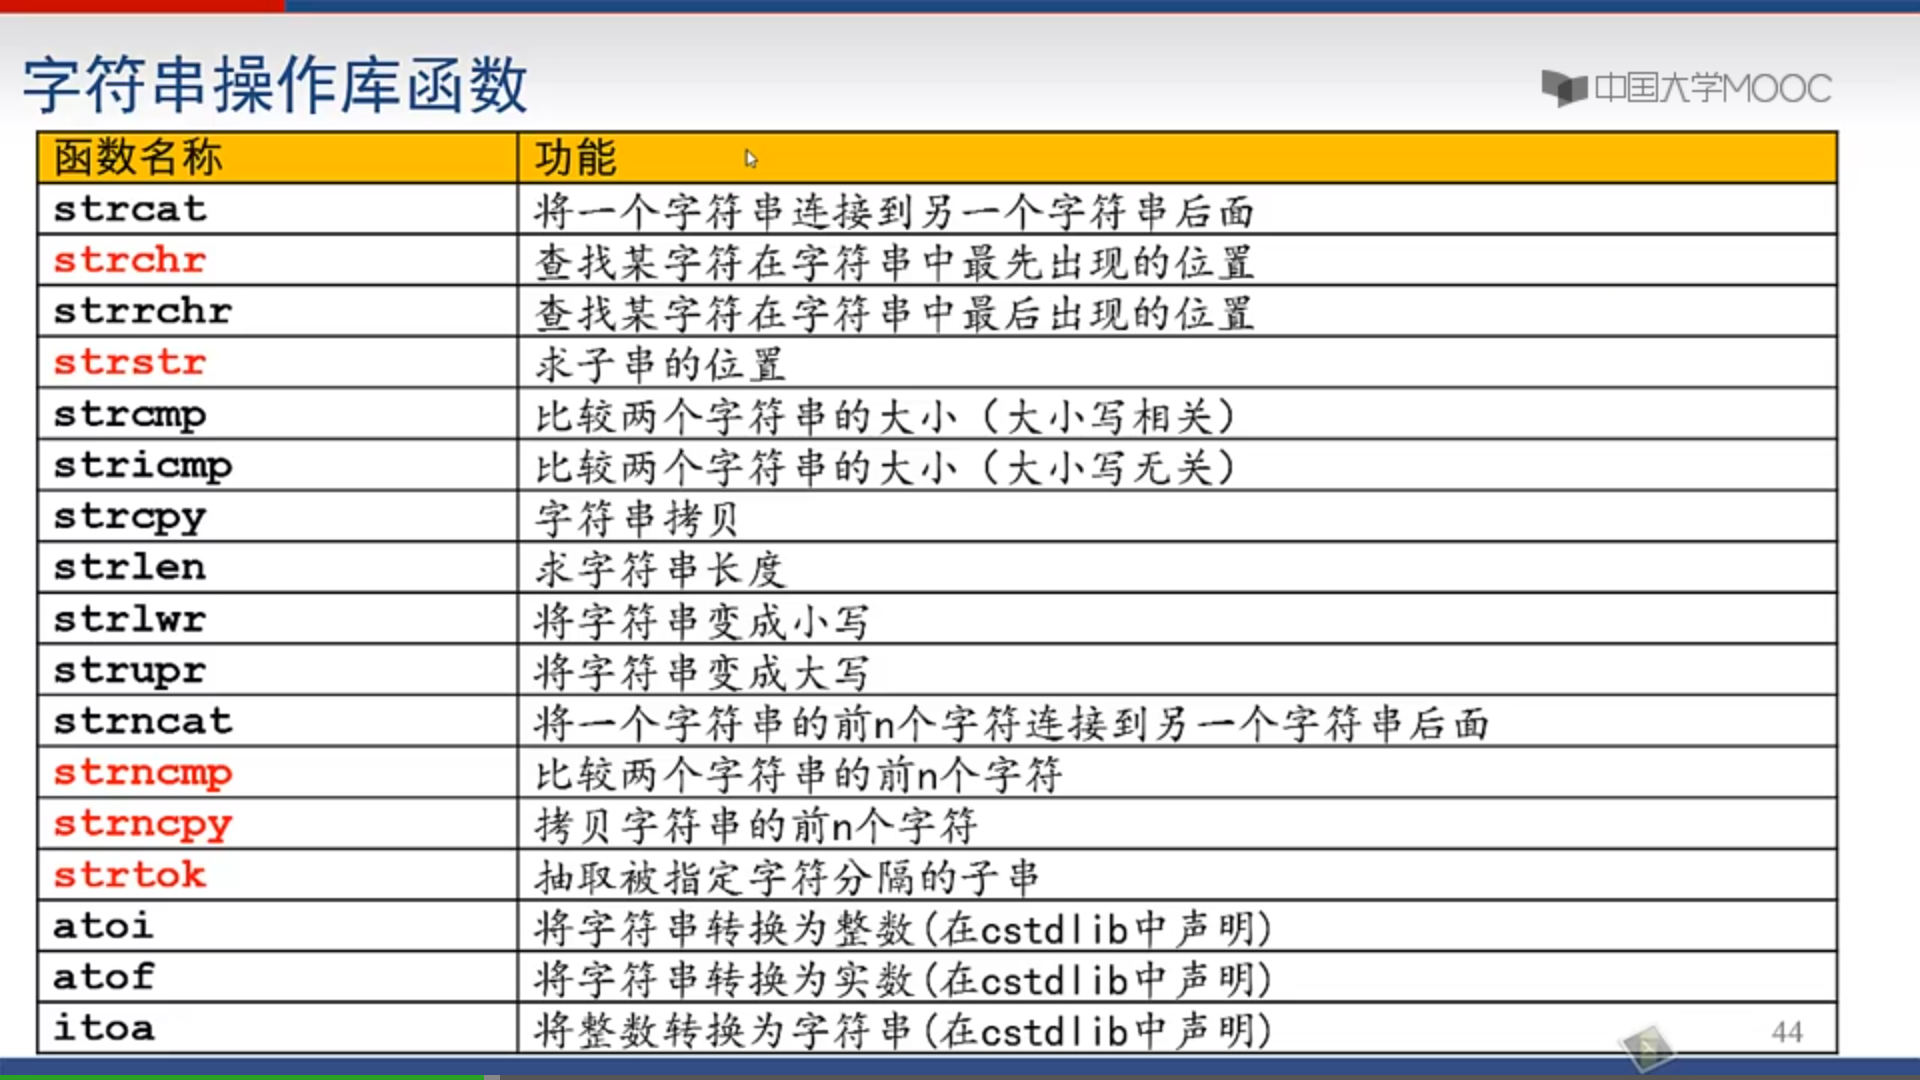 字符串操作库函数
中国大学MOOC
函数名称 功能
strcat 将一个字符串连接到另一个字符串后面
strchr 查找某字符在字符串中最先出现的位置
strrchr 查找某字符在字符串中最后出现的位置
strstr 求子串的位置
strcmp 比较两个字符串的大小（大小写相关）
stricmp 比较两个字符串的大小（大小写无关）
strcpy 字符串拷贝
strlen 求字符串长度
strlwr 将字符串变成小写
strupr 将字符串变成大写
strncat 将一个字符串的前n个字符连接到另一个字符串后面
strncmp 比较两个字符串的前n个字符
strncpy 拷贝字符串的前n个字符
strtok 抽取被指定字符分隔的子串
atoi 将字符串转换为整数(在cstdlib中声明)
atof 将字符串转换为实数(在cstdlib中声明)
itoa 将整数转换为字符串(在cstdlib中声明)
44